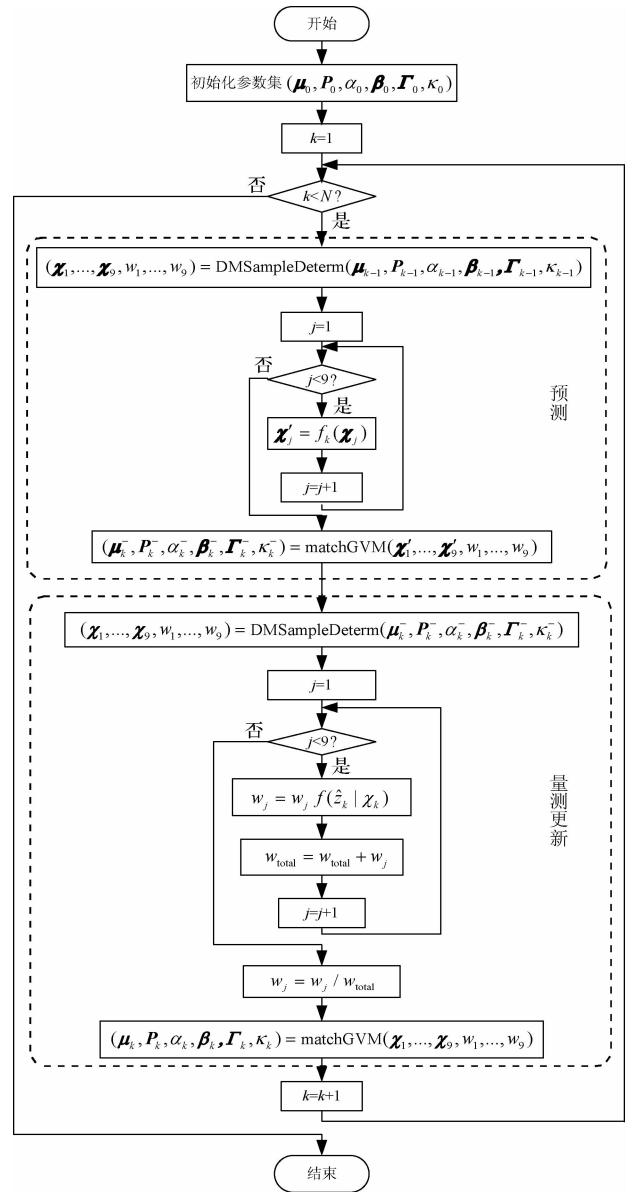 开始
初始化参数集 (μ₀, P₀, α₀, β₀, Γ₀, κ₀)
k=1
否
k<N?
是
(χ₁,...,χ₉, w₁,..., w₉) = DMSampleDeterm(μₖ₋₁, Pₖ₋₁, αₖ₋₁, βₖ₋₁, Γₖ₋₁, κₖ₋₁)
j=1
否
j<9?
是
χ′ⱼ = fₖ(χⱼ)
j=j+1
预测
(μₖ⁻, Pₖ⁻, αₖ⁻, βₖ⁻, Γₖ⁻, κₖ⁻) = matchGVM(χ′₁,..., χ′₉, w₁,..., w₉)
(χ₁,...,χ₉, w₁,..., w₉) = DMSampleDeterm(μₖ⁻, Pₖ⁻, αₖ⁻, βₖ⁻, Γₖ⁻, κₖ⁻)
j=1
否
j<9?
是
wⱼ = wⱼ f(ẑₖ | χₖ)
量测更新
w_total = w_total + wⱼ
j=j+1
wⱼ = wⱼ / w_total
(μₖ, Pₖ, αₖ, βₖ, Γₖ, κₖ) = matchGVM(χ₁,..., χ₉, w₁,..., w₉)
k=k+1
结束